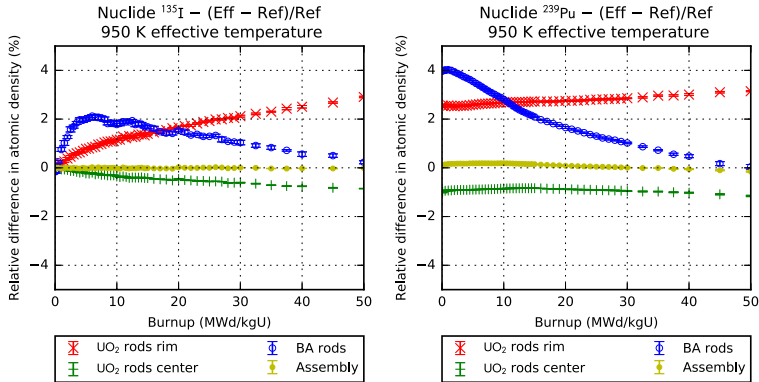 Nuclide ¹³⁵I − (Eff − Ref)/Ref
950 K effective temperature
Relative difference in atomic density (%)
4
2
0
−2
−4
0 10 20 30 40 50
Burnup (MWd/kgU)
UO₂ rods rim
BA rods
UO₂ rods center
Assembly
Nuclide ²³⁹Pu − (Eff − Ref)/Ref
950 K effective temperature
Relative difference in atomic density (%)
4
2
0
−2
−4
0 10 20 30 40 50
Burnup (MWd/kgU)
UO₂ rods rim
BA rods
UO₂ rods center
Assembly